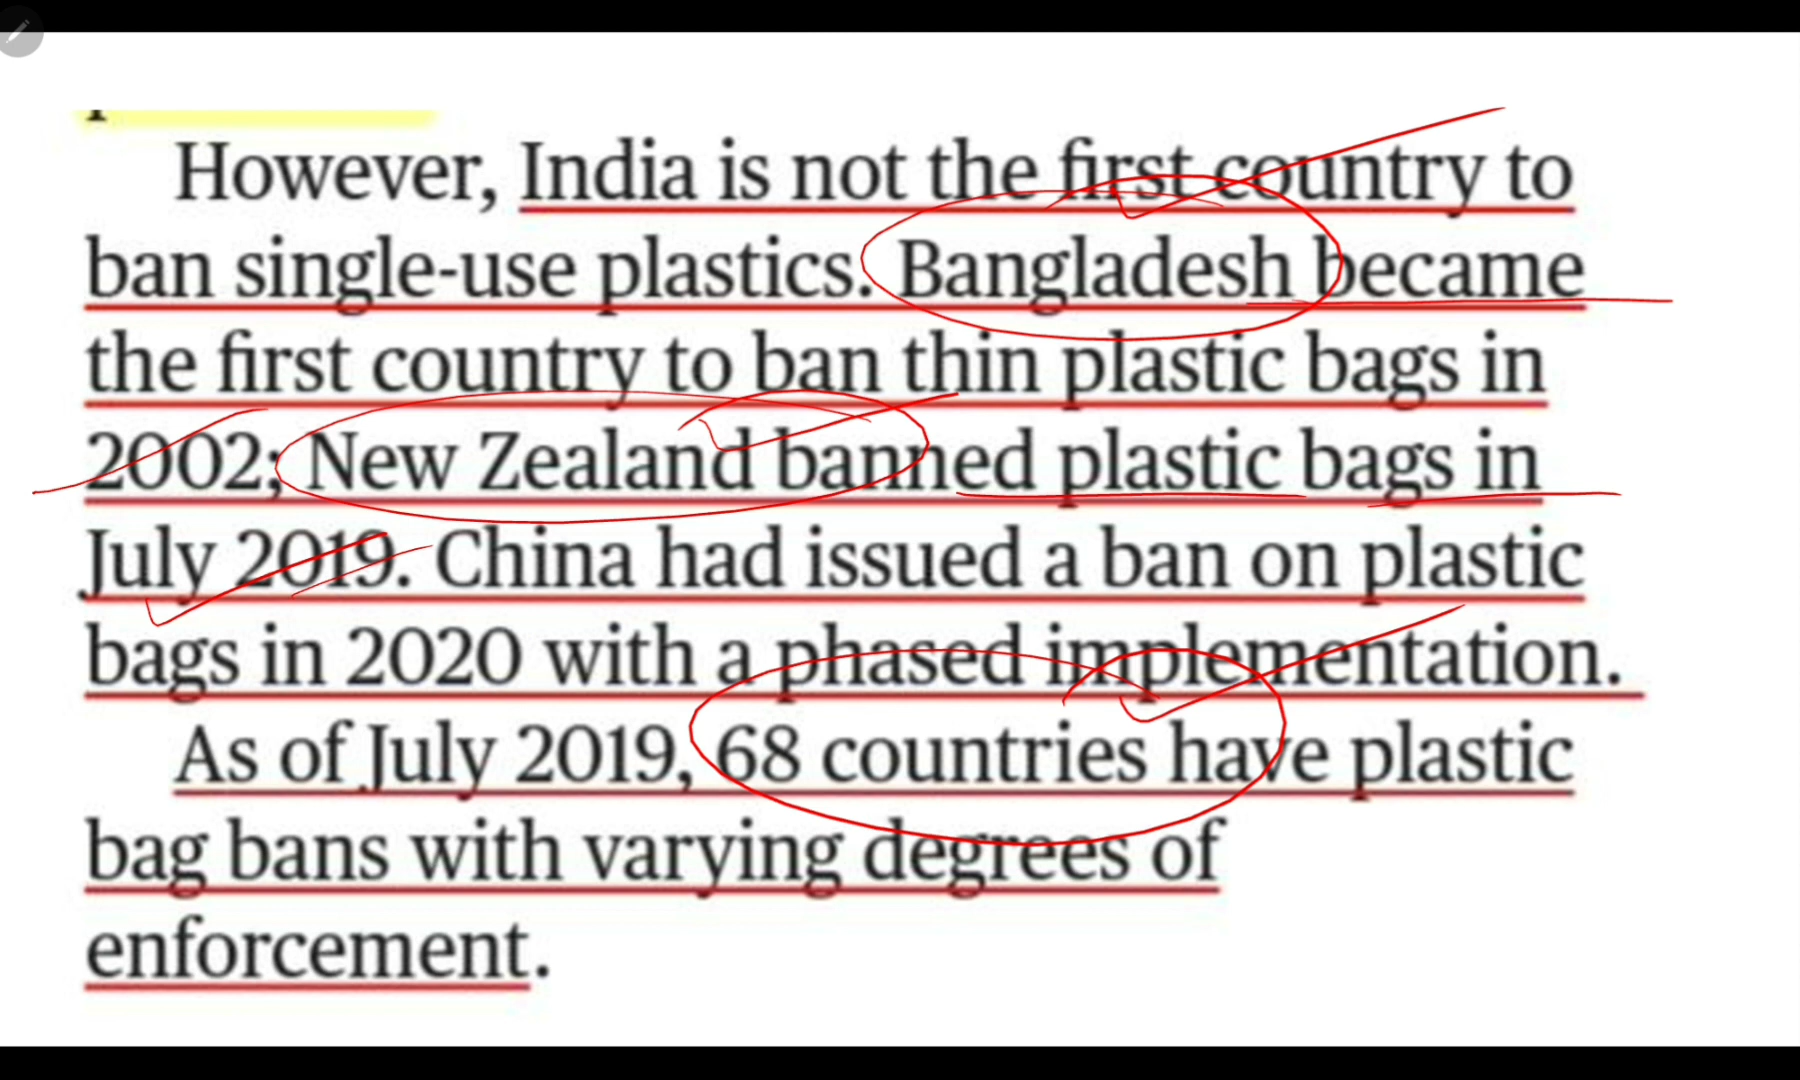 However, India is not the first country to
ban single-use plastics. Bangladesh became
the first country to ban thin plastic bags in
2002; New Zealand banned plastic bags in
July 2019. China had issued a ban on plastic
bags in 2020 with a phased implementation.
As of July 2019, 68 countries have plastic
bag bans with varying degrees of
enforcement.